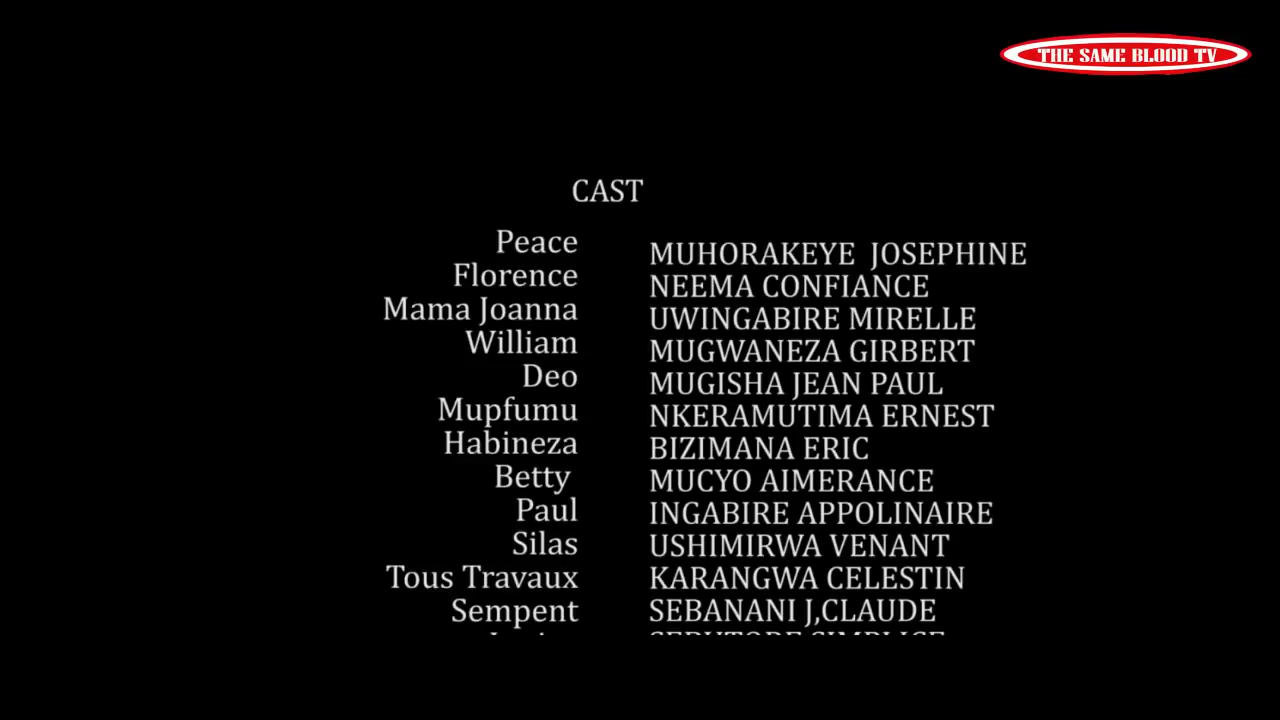 THE SAME BLOOD TV
CAST
Peace MUHORAKEYE JOSEPHINE
Florence NEEMA CONFIANCE
Mama Joanna UWINGABIRE MIRELLE
William MUGWANEZA GIRBERT
Deo MUGISHA JEAN PAUL
Mupfumu NKERAMUTIMA ERNEST
Habineza BIZIMANA ERIC
Betty MUCYO AIMERANCE
Paul INGABIRE APPOLINAIRE
Silas USHIMIRWA VENANT
Tous Travaux KARANGWA CELESTIN
Sempent SEBANANI J,CLAUDE